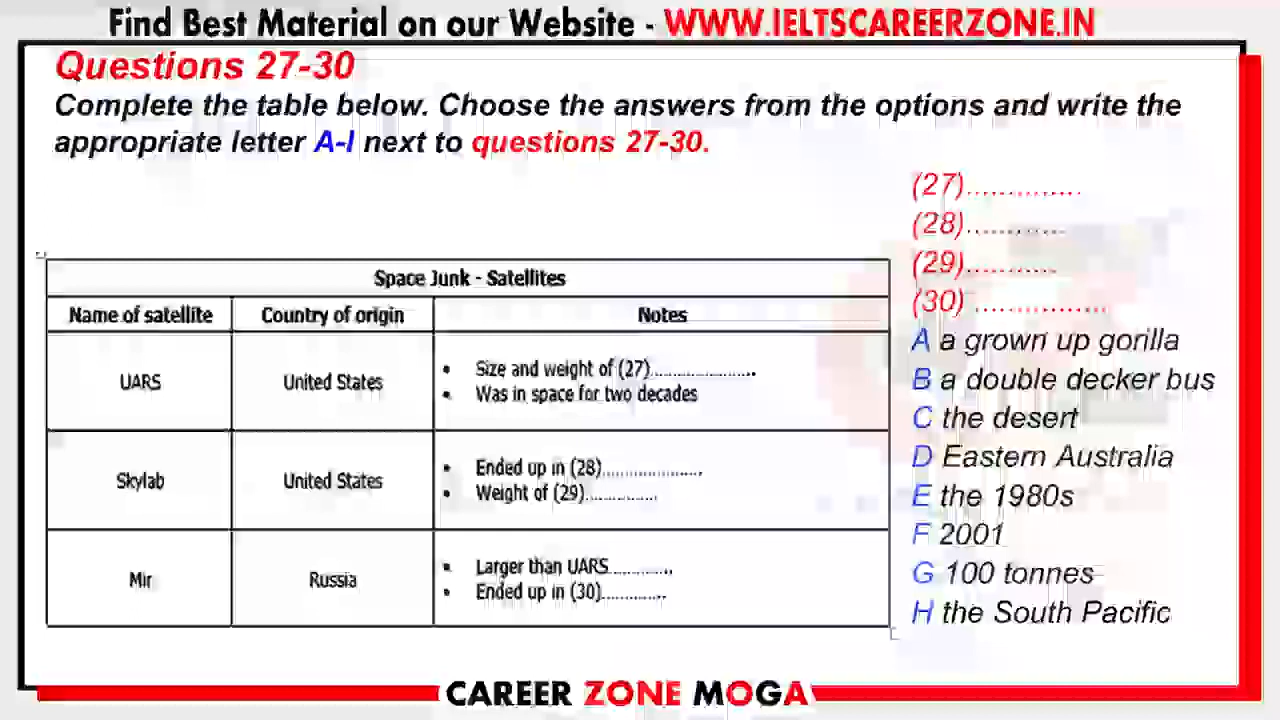 Find Best Material on our Website - WWW.IELTSCAREERZONE.IN
Questions 27-30
Complete the table below. Choose the answers from the options and write the
appropriate letter A-I next to questions 27-30.
(27).............
(28)...........
(29)..........
(30) ...............
A a grown up gorilla
B a double decker bus
C the desert
D Eastern Australia
E the 1980s
F 2001
G 100 tonnes
H the South Pacific
Space Junk - Satellites
Name of satellite Country of origin Notes
UARS United States
• Size and weight of (27)......................
• Was in space for two decades
Skylab United States
• Ended up in (28)......................
• Weight of (29)................
Mir Russia
• Larger than UARS..............
• Ended up in (30)..............
CAREER ZONE MOGA